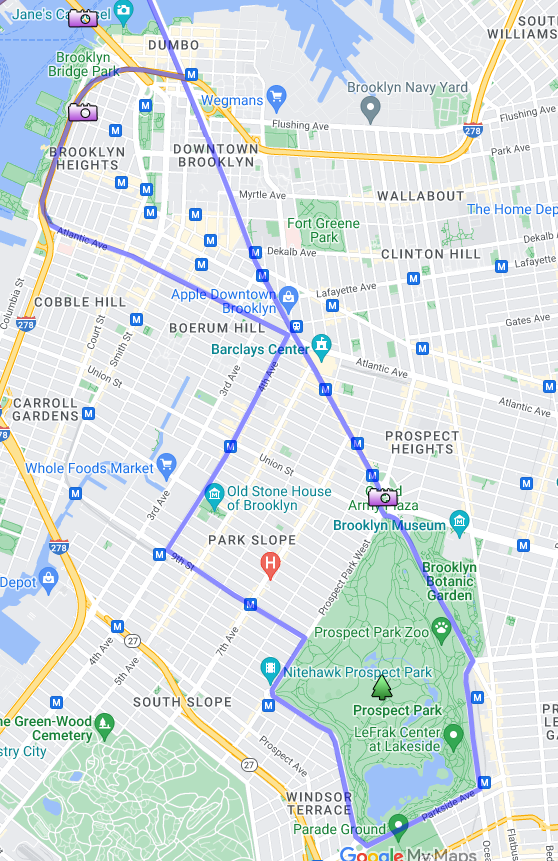 Jane's Carousel
SOUTH
WILLIAMS
DUMBO
Brooklyn
Bridge Park
Wegmans
Brooklyn Navy Yard
Flushing Ave
Flushing Ave
278
Park Ave
BROOKLYN
HEIGHTS
DOWNTOWN
BROOKLYN
Myrtle Ave
WALLABOUT
The Home Dep
Fort Greene
Park
Atlantic Ave
Dekalb Ave
CLINTON HILL
Lafayette Ave
Columbia St
COBBLE HILL
Apple Downtown
Brooklyn
Gates Ave
278
Court St
Smith St
BOERUM HILL
Barclays Center
Atlantic Ave
Union St
3rd Ave
4th Ave
Atlantic Ave
CARROLL
GARDENS
PROSPECT
HEIGHTS
Union St
Whole Foods Market
Old Stone House
of Brooklyn
3rd Ave
Grand
Army Plaza
Brooklyn Museum
PARK SLOPE
278
9th St
H
Prospect Park West
Brooklyn
Botanic
Garden
Depot
27
4th Ave
5th Ave
7th Ave
Prospect Park Zoo
Nitehawk Prospect Park
SOUTH SLOPE
Prospect Park
he Green-Wood
Cemetery
LeFrak Center
at Lakeside
stry City
27
Prospect Ave
WINDSOR
TERRACE
Parkside Ave
Parade Ground
Google My Maps